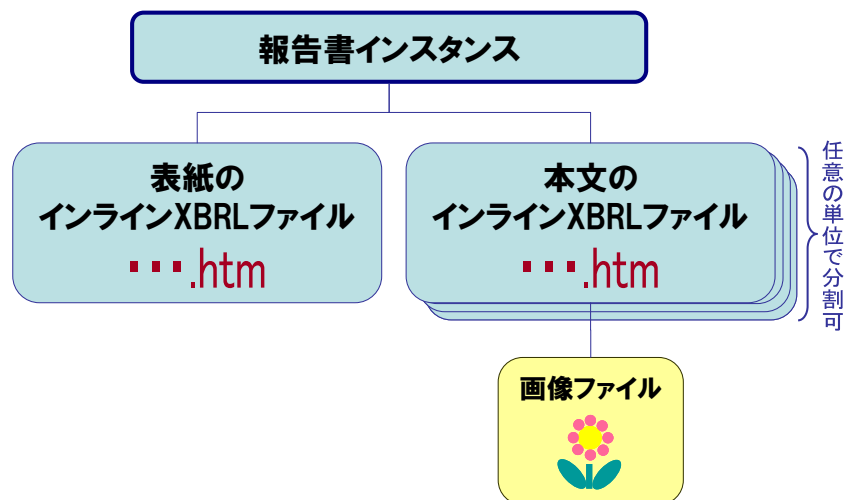 報告書インスタンス
表紙の
インラインXBRLファイル
▪▪▪.htm
本文の
インラインXBRLファイル
▪▪▪.htm
任意の単位で分割可
画像ファイル